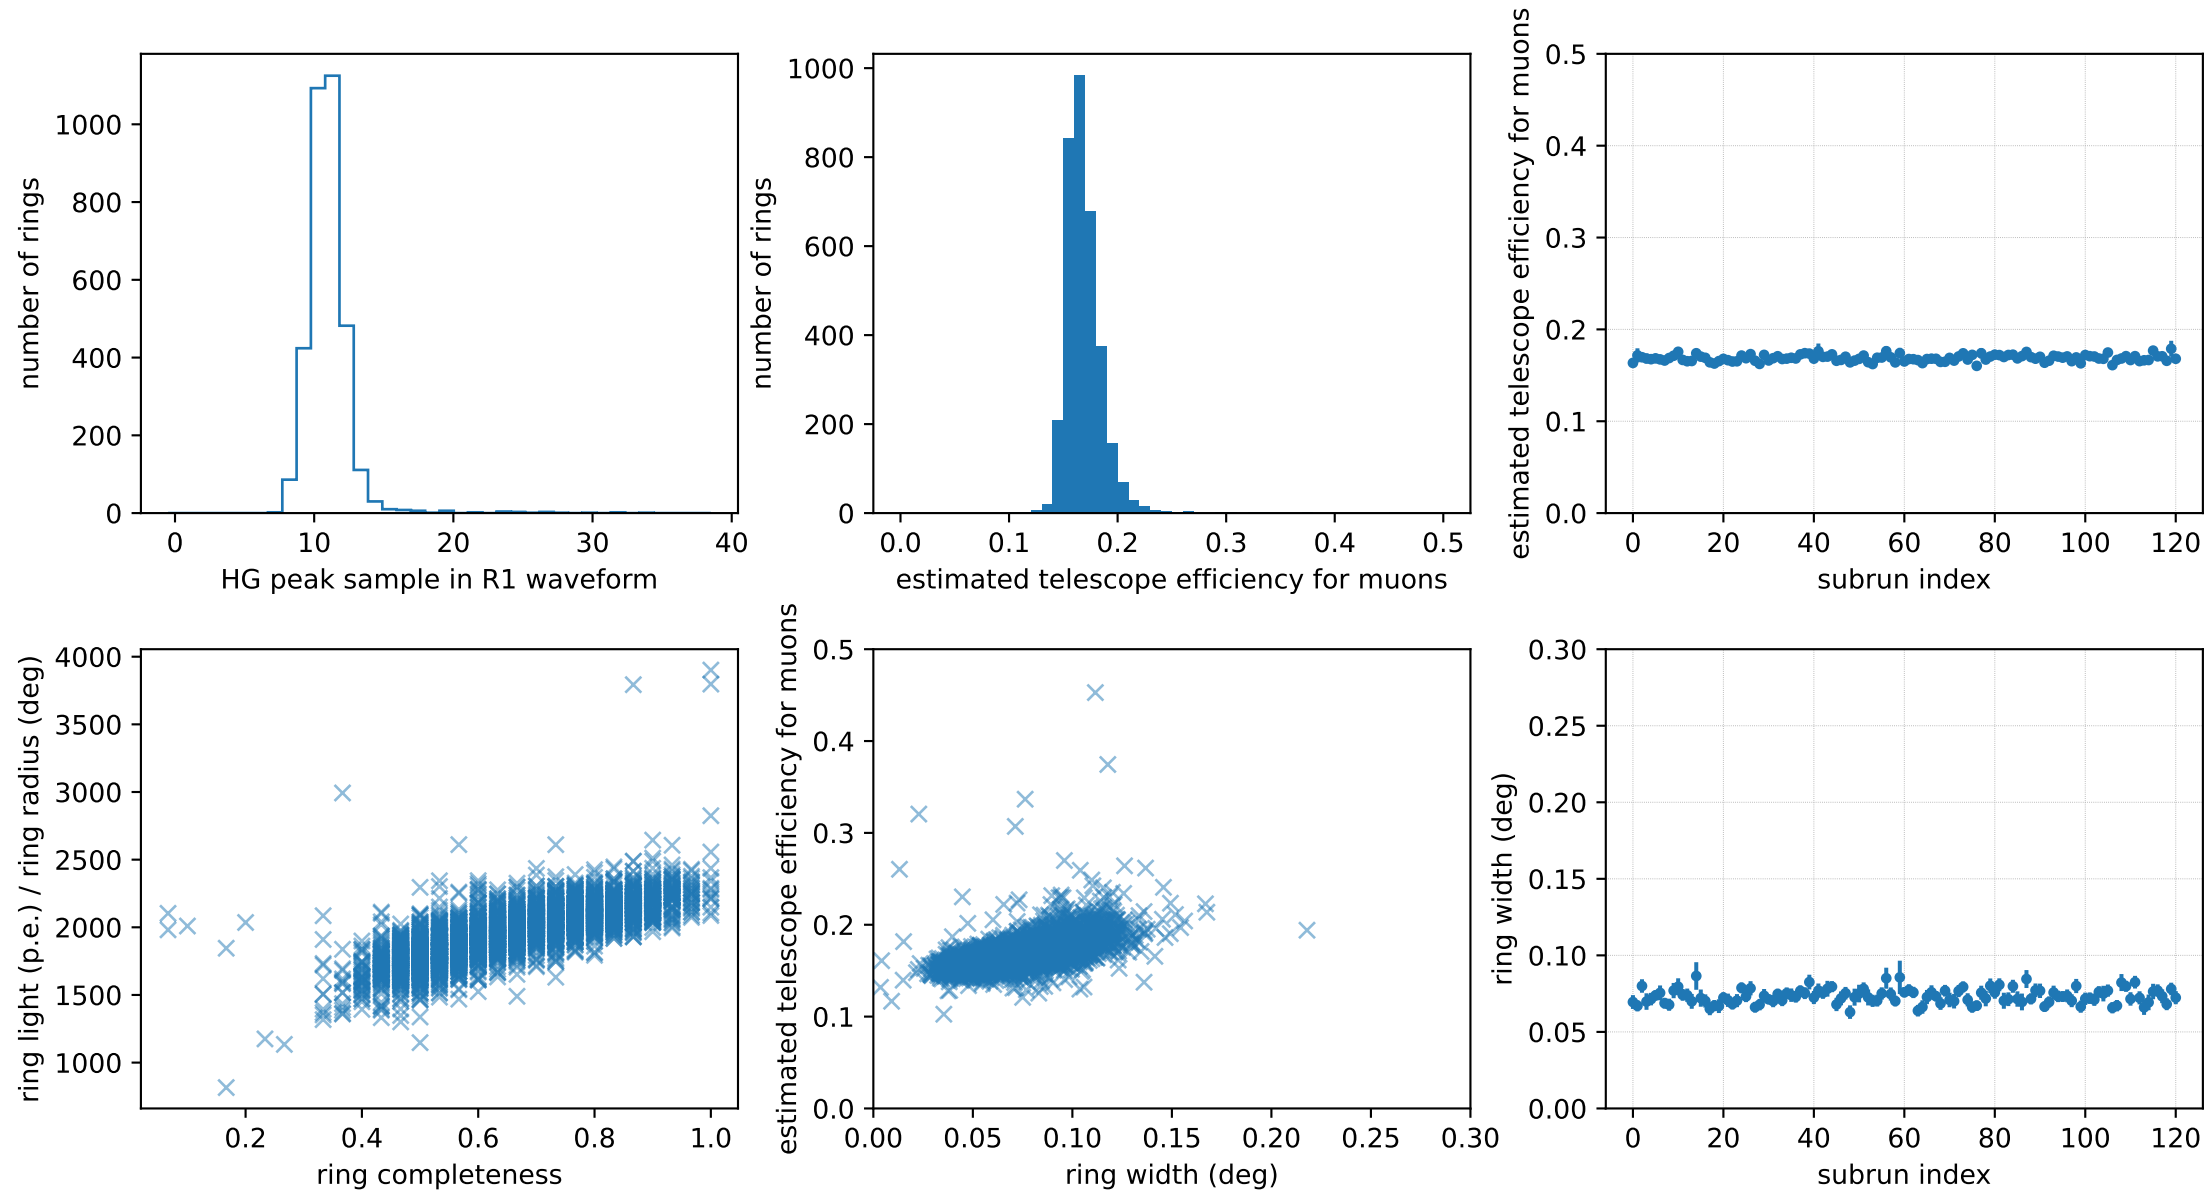 number of rings
1000
800
600
400
200
0
0 10 20 30 40
HG peak sample in R1 waveform
number of rings
1000
800
600
400
200
0
0.0 0.1 0.2 0.3 0.4 0.5
estimated telescope efficiency for muons
estimated telescope efficiency for muons
0.5
0.4
0.3
0.2
0.1
0.0
0 20 40 60 80 100 120
subrun index
ring light (p.e.) / ring radius (deg)
4000
3500
3000
2500
2000
1500
1000
0.2 0.4 0.6 0.8 1.0
ring completeness
estimated telescope efficiency for muons
0.5
0.4
0.3
0.2
0.1
0.0
0.00 0.05 0.10 0.15 0.20 0.25 0.30
ring width (deg)
ring width (deg)
0.30
0.25
0.20
0.15
0.10
0.05
0.00
0 20 40 60 80 100 120
subrun index